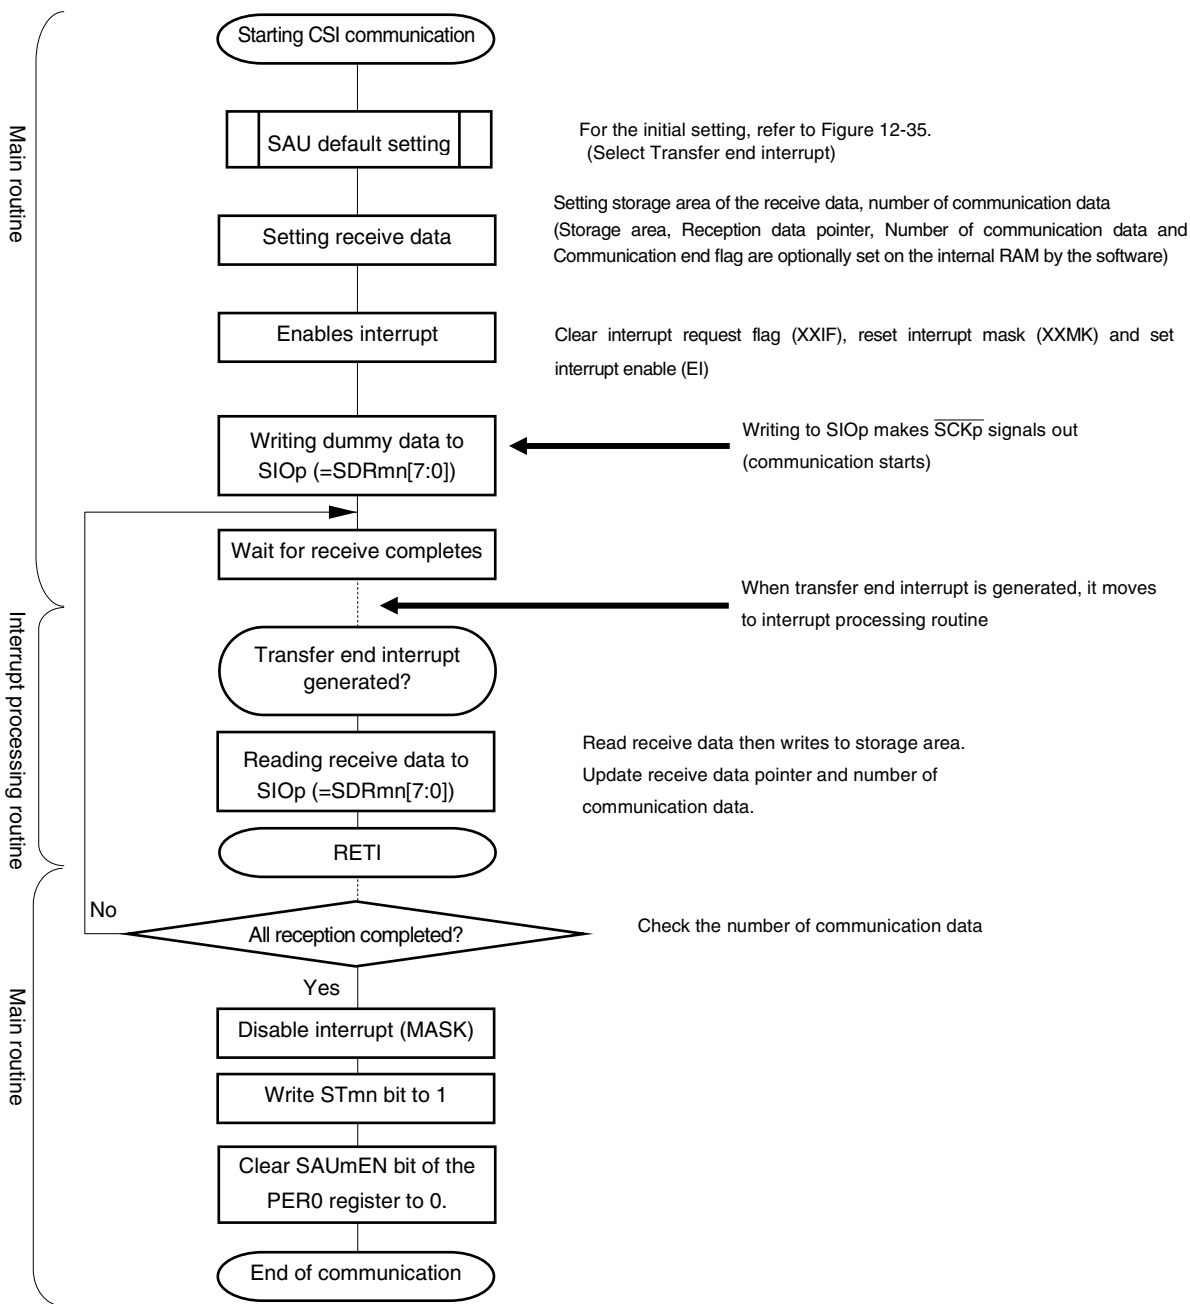 Starting CSI communication
SAU default setting
For the initial setting, refer to Figure 12-35.
(Select Transfer end interrupt)
Main routine
Setting receive data
Setting storage area of the receive data, number of communication data
(Storage area, Reception data pointer, Number of communication data and
Communication end flag are optionally set on the internal RAM by the software)
Enables interrupt
Clear interrupt request flag (XXIF), reset interrupt mask (XXMK) and set
interrupt enable (EI)
Writing dummy data to
SIOp (=SDRmn[7:0])
Writing to SIOp makes SCKp signals out
(communication starts)
Wait for receive completes
When transfer end interrupt is generated, it moves
to interrupt processing routine
Interrupt processing routine
Transfer end interrupt
generated?
Reading receive data to
SIOp (=SDRmn[7:0])
Read receive data then writes to storage area.
Update receive data pointer and number of
communication data.
RETI
No
All reception completed?
Check the number of communication data
Yes
Main routine
Disable interrupt (MASK)
Write STmn bit to 1
Clear SAUmEN bit of the
PER0 register to 0.
End of communication